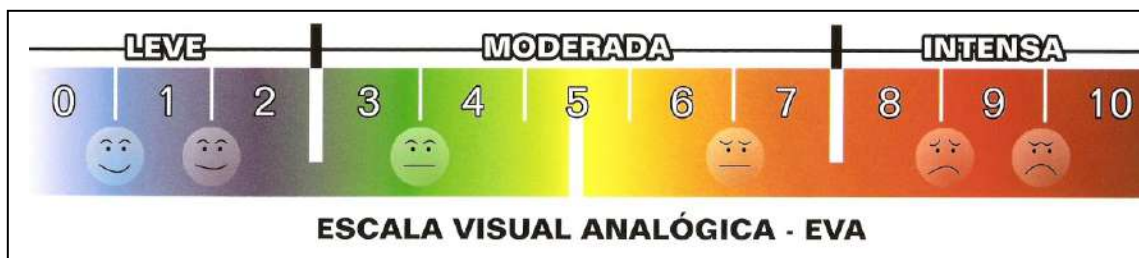 LEVE MODERADA INTENSA
0 1 2 3 4 5 6 7 8 9 10
ESCALA VISUAL ANALÓGICA - EVA